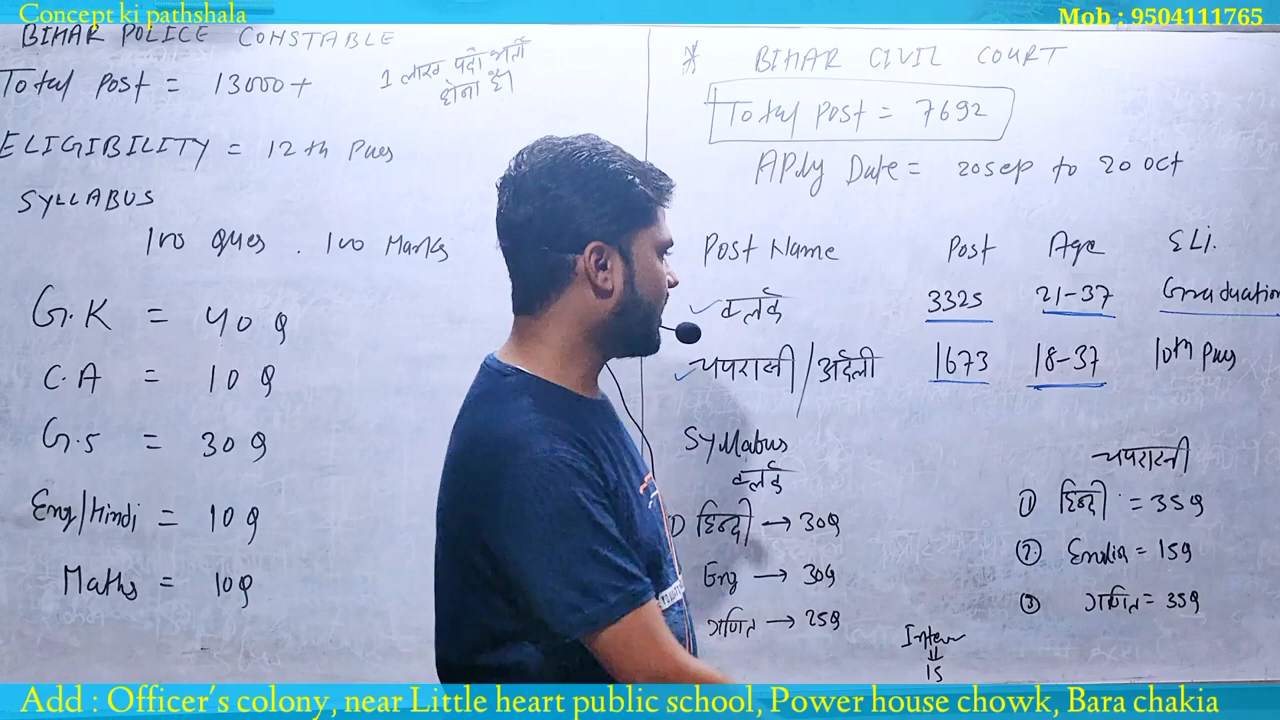 Concept ki pathshala
Mob : 9504111765
BIHAR POLICE CONSTABLE
Total Post = 13000+
1 लाख पदो भर्ती
होना है।
ELIGIBILITY = 12th Pass
SYLLABUS
100 Ques . 100 Marks
G.K = 40 Q
C.A = 10 Q
G.S = 30 Q
Eng/Hindi = 10 Q
Maths = 10Q
* BIHAR CIVIL COURT
Total Post = 7692
APly Date = 20Sep to 20 Oct
Post Name Post Age ELi.
✓ क्लर्क 3325 21-37 Graduation
✓ चपरासी/अर्दली 1673 18-37 10th Pass
Syllabus
क्लर्क
① हिन्दी → 30Q
Eng → 30Q
गणित → 25Q
Inter
⇓
15
चपरासी
① हिन्दी = 35Q
② = 15Q
③ गणित = 35Q
Add : Officer's colony, near Little heart public school, Power house chowk, Bara chakia